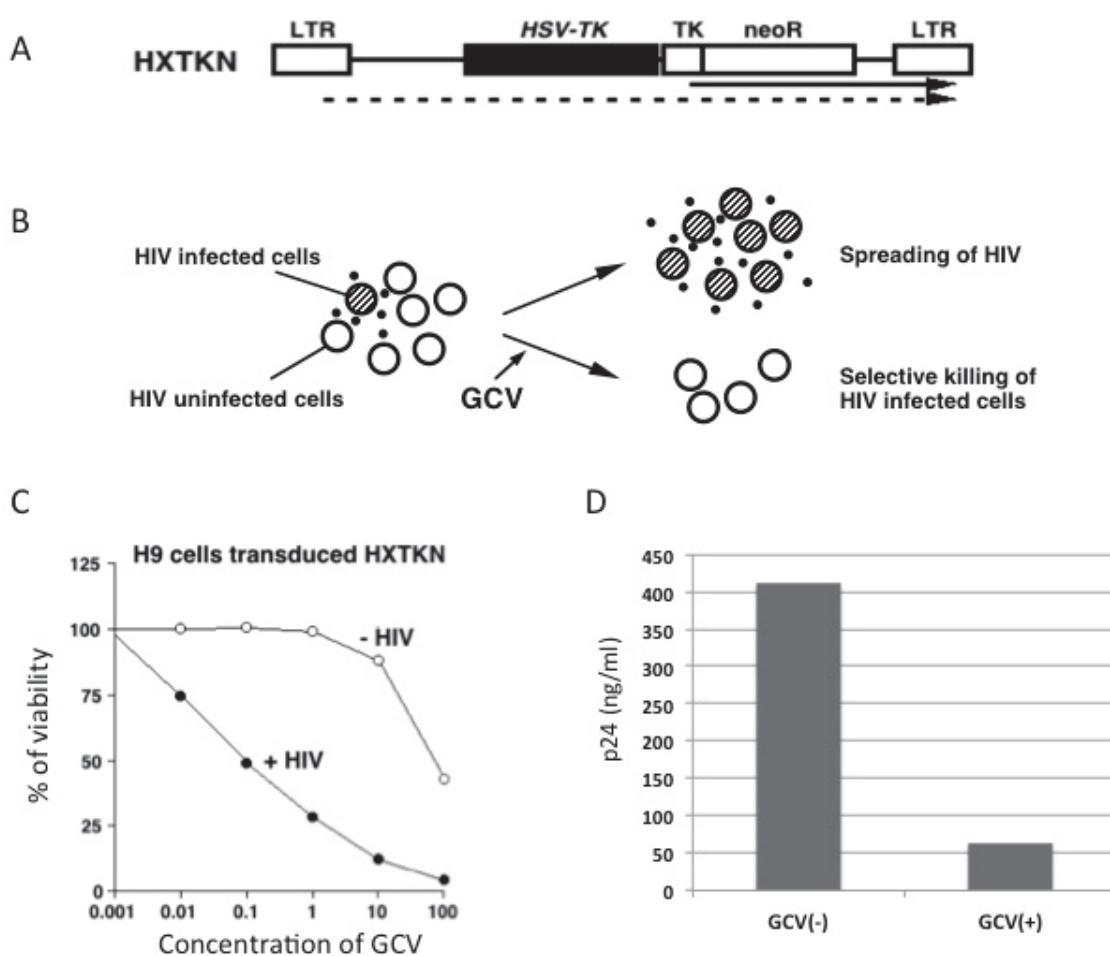 A
LTR HSV-TK TK neoR LTR
HXTKN
B
HIV infected cells
HIV uninfected cells
GCV
Spreading of HIV
Selective killing of
HIV infected cells
C
H9 cells transduced HXTKN
% of viability
125
100
75
50
25
0
- HIV
+ HIV
0.001 0.01 0.1 1 10 100
Concentration of GCV
D
p24 (ng/ml)
450
400
350
300
250
200
150
100
50
0
GCV(-) GCV(+)